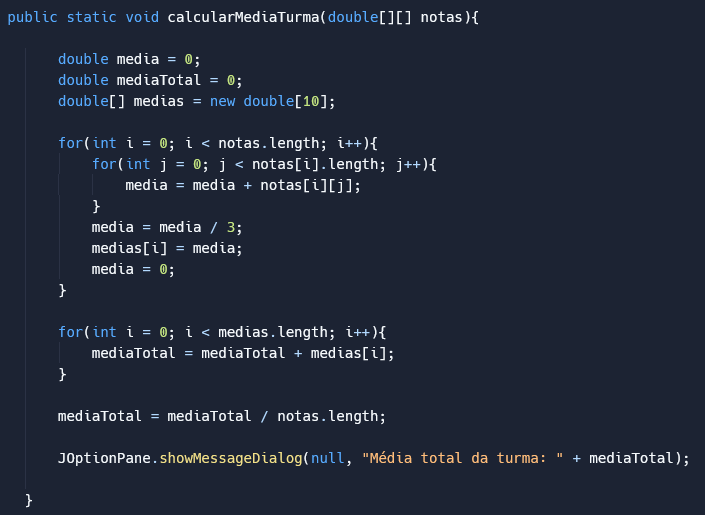 public static void calcularMediaTurma(double[][] notas){
double media = 0;
double mediaTotal = 0;
double[] medias = new double[10];
for(int i = 0; i < notas.length; i++){
for(int j = 0; j < notas[i].length; j++){
media = media + notas[i][j];
}
media = media / 3;
medias[i] = media;
media = 0;
}
for(int i = 0; i < medias.length; i++){
mediaTotal = mediaTotal + medias[i];
}
mediaTotal = mediaTotal / notas.length;
JOptionPane.showMessageDialog(null, "Média total da turma: " + mediaTotal);
}